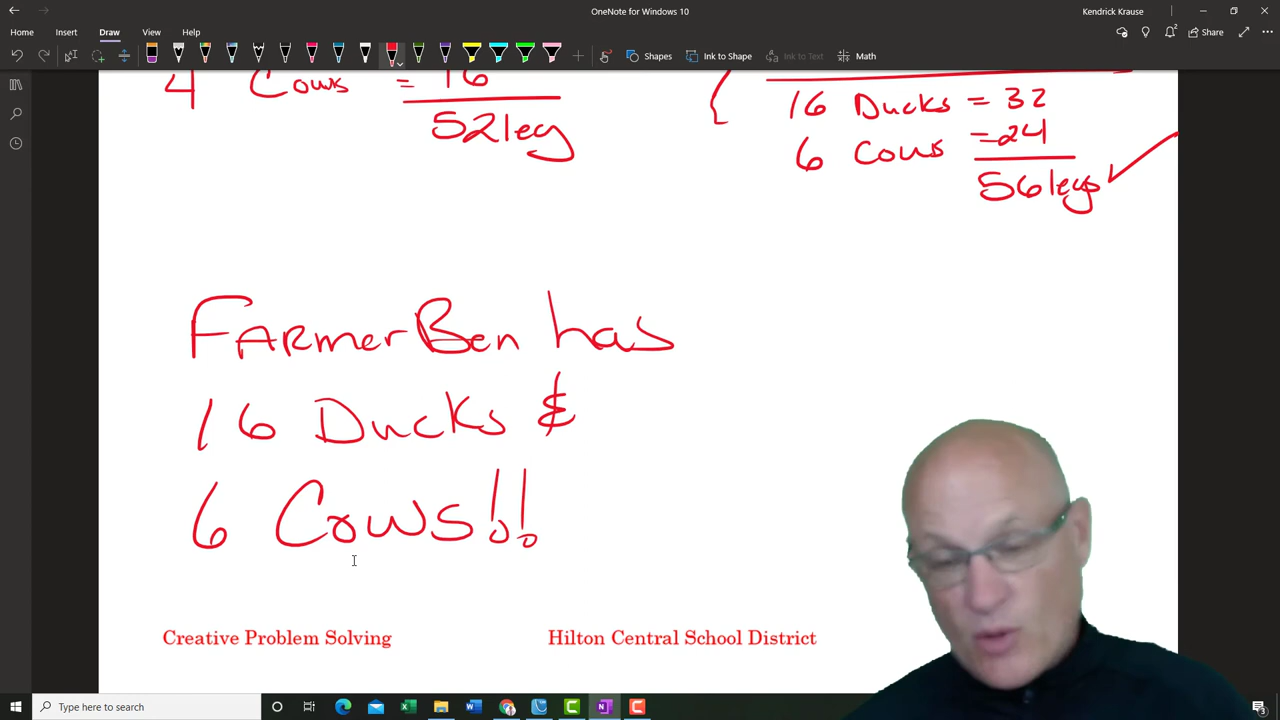 OneNote for Windows 10
Kendrick Krause
Home Insert Draw View Help
Share
Shapes
Ink to Shape
Ink to Text
Math
4 Cows = 16
52 leg
16 Ducks = 32
6 Cows = 24
56 legs
FARmer Ben has
16 Ducks &
6 Cows!!
Creative Problem Solving
Hilton Central School District
Type here to search